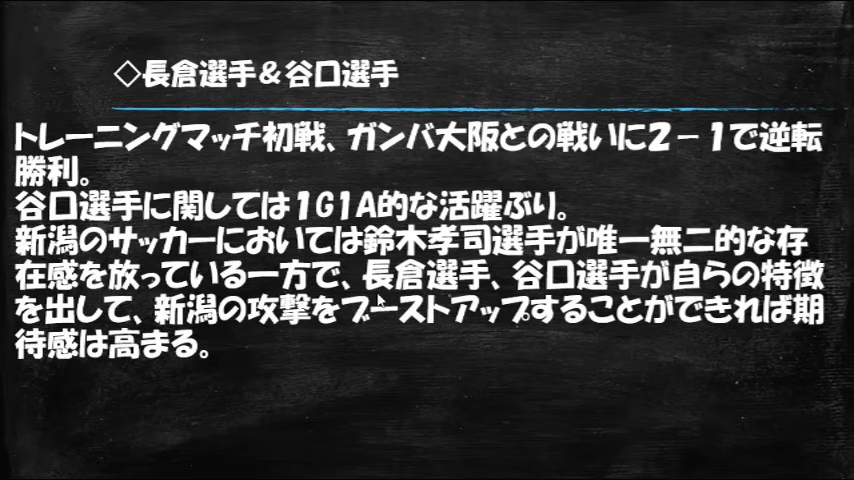 ◇長倉選手＆谷口選手
トレーニングマッチ初戦、ガンバ大阪との戦いに２－１で逆転
勝利。
谷口選手に関しては１G１A的な活躍ぶり。
新潟のサッカーにおいては鈴木孝司選手が唯一無二的な存
在感を放っている一方で、長倉選手、谷口選手が自らの特徴
を出して、新潟の攻撃をブーストアップすることができれば期
待感は高まる。